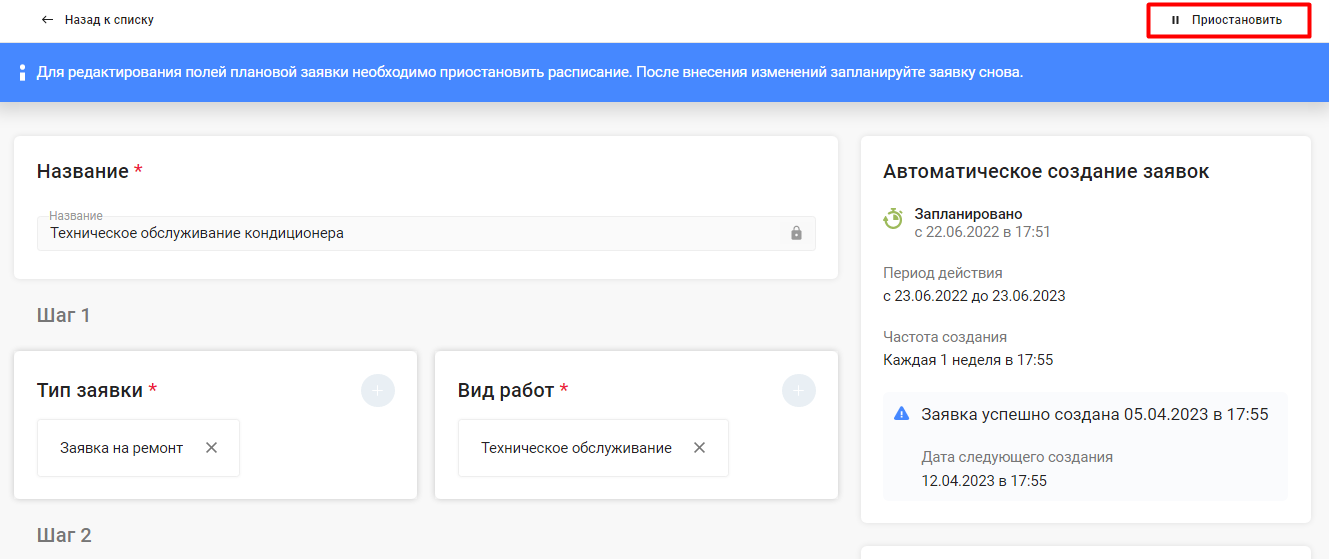 Назад к списку
Приостановить
Для редактирования полей плановой заявки необходимо приостановить расписание. После внесения изменений запланируйте заявку снова.
Название *
Название
Техническое обслуживание кондиционера
Шаг 1
Тип заявки *
Заявка на ремонт
Вид работ *
Техническое обслуживание
Шаг 2
Автоматическое создание заявок
Запланировано
с 22.06.2022 в 17:51
Период действия
с 23.06.2022 до 23.06.2023
Частота создания
Каждая 1 неделя в 17:55
Заявка успешно создана 05.04.2023 в 17:55
Дата следующего создания
12.04.2023 в 17:55